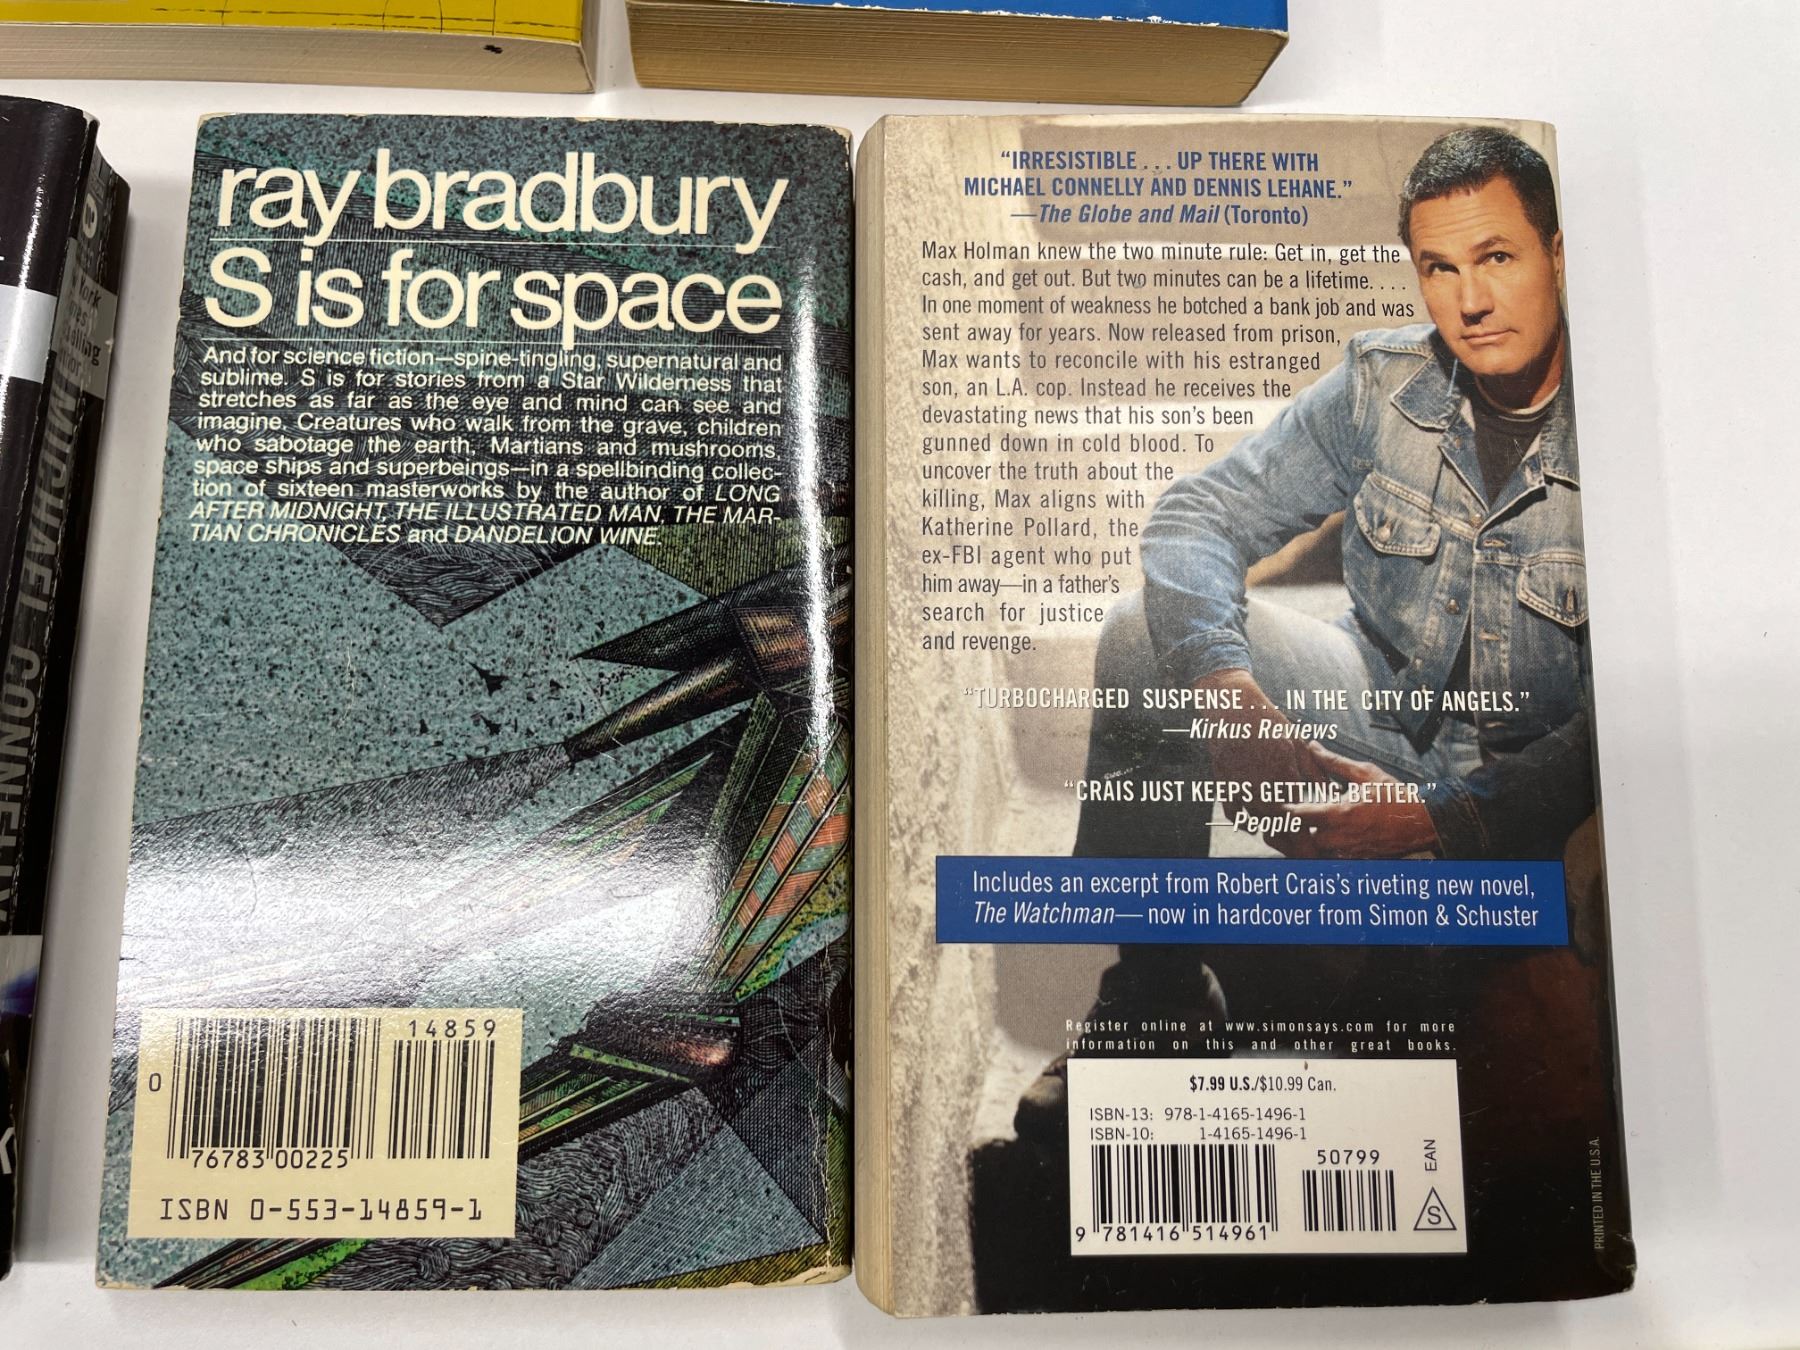 MICHAEL CONNELLY
ray bradbury
S is for space
And for science fiction—spine-tingling, supernatural and
sublime. S is for stories from a Star Wilderness that
stretches as far as the eye and mind can see and
imagine. Creatures who walk from the grave, children
who sabotage the earth, Martians and mushrooms,
space ships and superbeings—in a spellbinding collec-
tion of sixteen masterworks by the author of LONG
AFTER MIDNIGHT, THE ILLUSTRATED MAN, THE MAR-
TIAN CHRONICLES and DANDELION WINE.
14859
0
76783 00225
ISBN 0-553-14859-1
“IRRESISTIBLE . . . UP THERE WITH
MICHAEL CONNELLY AND DENNIS LEHANE.”
—The Globe and Mail (Toronto)
Max Holman knew the two minute rule: Get in, get the
cash, and get out. But two minutes can be a lifetime. . . .
In one moment of weakness he botched a bank job and was
sent away for years. Now released from prison,
Max wants to reconcile with his estranged
son, an L.A. cop. Instead he receives the
devastating news that his son’s been
gunned down in cold blood. To
uncover the truth about the
killing, Max aligns with
Katherine Pollard, the
ex-FBI agent who put
him away—in a father’s
search for justice
and revenge.
“TURBOCHARGED SUSPENSE . . . IN THE CITY OF ANGELS.”
—Kirkus Reviews
“CRAIS JUST KEEPS GETTING BETTER.”
—People
Includes an excerpt from Robert Crais’s riveting new novel,
The Watchman— now in hardcover from Simon & Schuster
Register online at www.simonsays.com for more
information on this and other great books.
$7.99 U.S./$10.99 Can.
ISBN-13: 978-1-4165-1496-1
ISBN-10: 1-4165-1496-1
50799
EAN
S
9 781416 514961
PRINTED IN THE U.S.A.